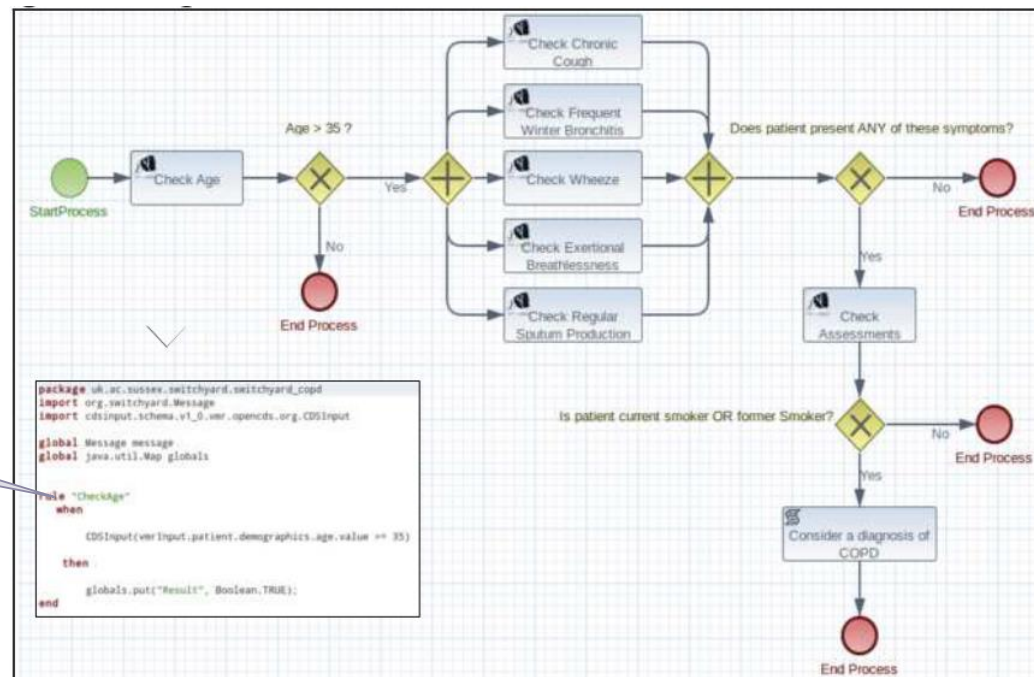 Check Chronic
Cough
Check Frequent
Winter Bronchitis
Age > 35 ?
Does patient present ANY of these symptoms?
StartProcess
Check Age
Yes
Check Wheeze
No
End Process
No
End Process
Check Exertional
Breathlessness
Yes
Check Regular
Sputum Production
Check
Assessments
Is patient current smoker OR former Smoker?
No
End Process
Yes
Consider a diagnosis of
COPD
End Process
package uk.ac.sussex.switchyard.switchyard_copd
import org.switchyard.Message
import cdsinput.schema.v1_0.vmr.opencds.org.CDSInput
global Message message
global java.util.Map globals
rule "CheckAge"
when
CDSInput(verInput.patient.demographics.age.value >= 35)
then
globals.put("Result", Boolean.TRUE);
end